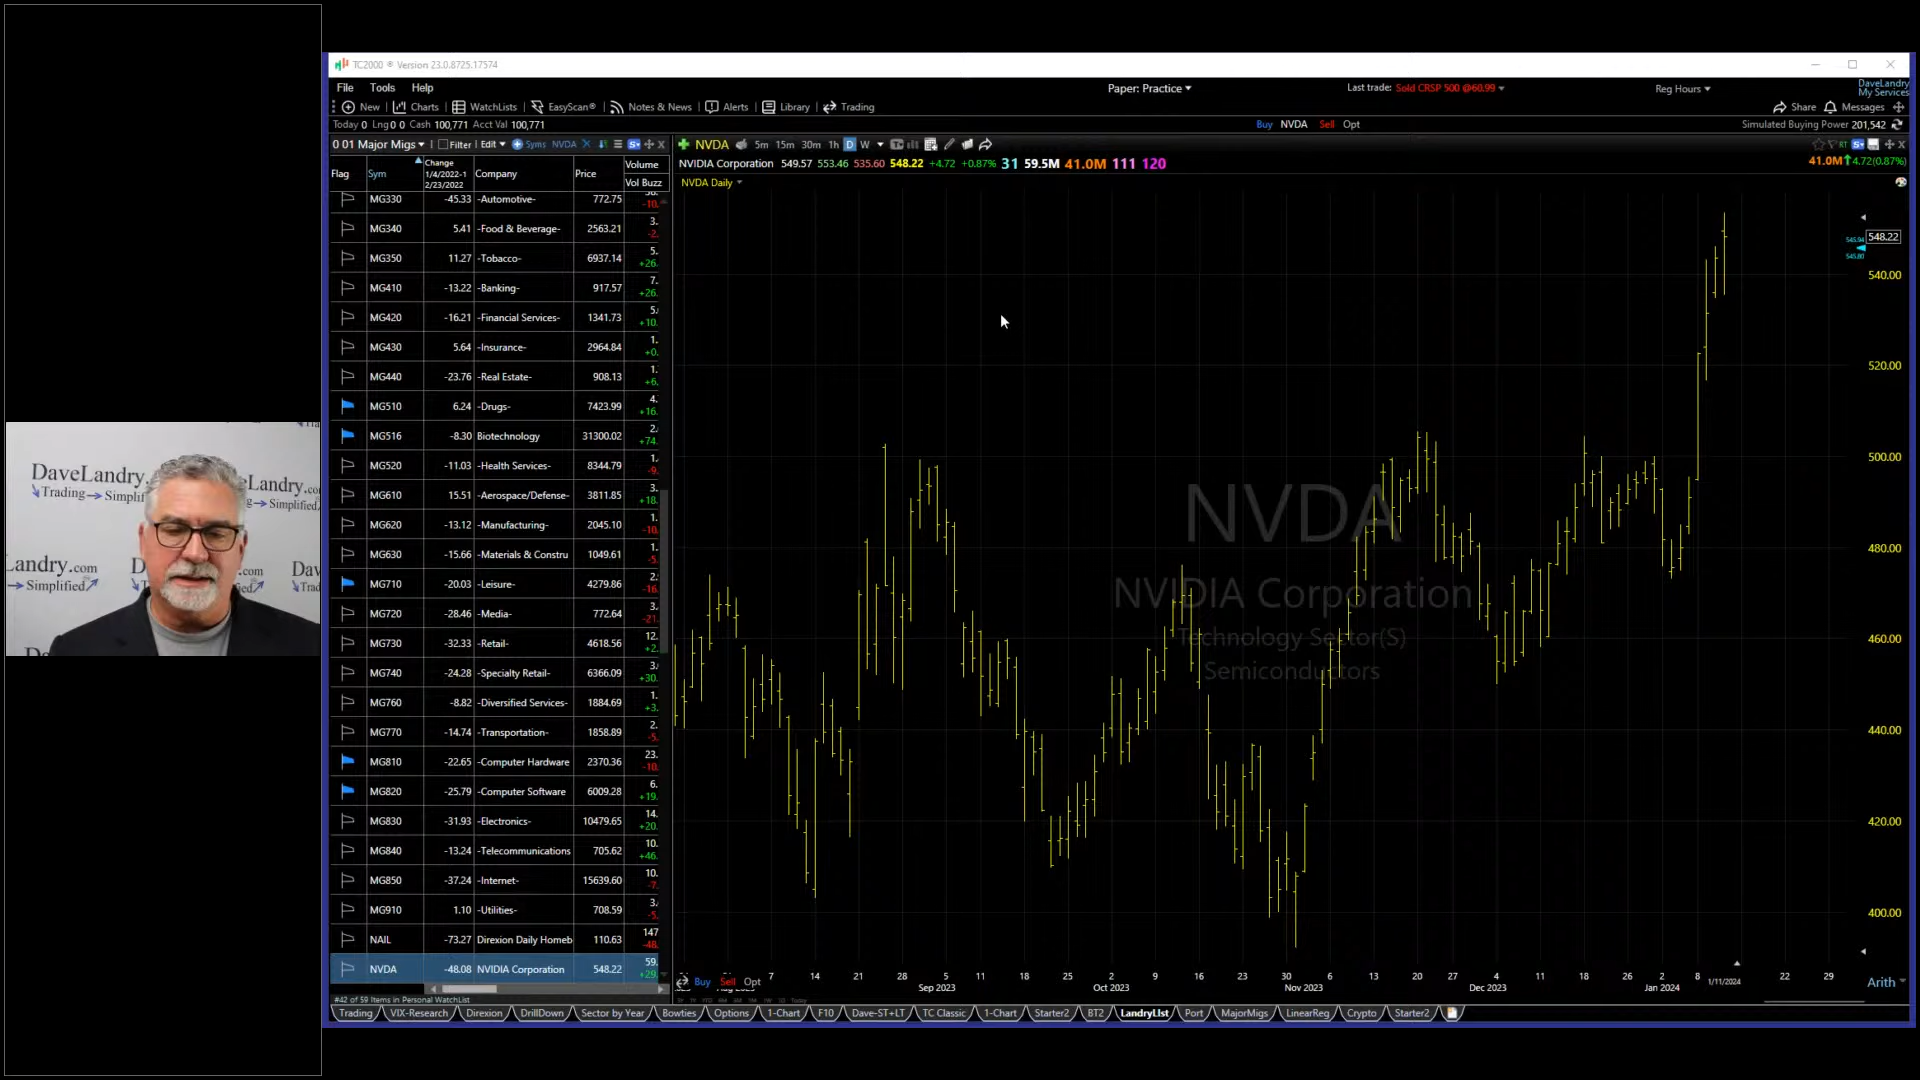 TC2000 ® Version 23.0.8725.17574
File Tools Help
Paper: Practice
Last trade: Sold CRSP 500 @60.99
Reg Hours
DaveLandry
My Services
New Charts WatchLists EasyScan® Notes & News Alerts Library Trading
Share Messages
Today 0 Lng 0 0 Cash 100,771 Acct Val 100,771
Buy NVDA Sell Opt
Simulated Buying Power 201,542
0 01 Major Migs Filter Edit Syms NVDA
NVDA 5m 15m 30m 1h D W
NVIDIA Corporation 549.57 553.46 535.60 548.22 +4.72 +0.87% 31 59.5M 41.0M 111 120
41.0M 4.72(0.87%)
NVDA Daily
Flag Sym Change 1/4/2022-1 2/23/2022 Company Price Volume Vol Buzz
MG330 -45.33 -Automotive- 772.75
MG340 5.41 -Food & Beverage- 2563.21
MG350 11.27 -Tobacco- 6937.14
MG410 -13.22 -Banking- 917.57
MG420 -16.21 -Financial Services- 1341.73
MG430 5.64 -Insurance- 2964.84
MG440 -23.76 -Real Estate- 908.13
MG510 6.24 -Drugs- 7423.99
MG516 -8.30 Biotechnology 31300.02
MG520 -11.03 -Health Services- 8344.79
MG610 15.51 -Aerospace/Defense- 3811.85
MG620 -13.12 -Manufacturing- 2045.10
MG630 -15.66 -Materials & Constru 1049.61
MG710 -20.03 -Leisure- 4279.86
MG720 -28.46 -Media- 772.64
MG730 -32.33 -Retail- 4618.56
MG740 -24.28 -Specialty Retail- 6366.09
MG760 -8.82 -Diversified Services- 1884.69
MG770 -14.74 -Transportation- 1858.89
MG810 -22.65 -Computer Hardware 2370.36
MG820 -25.79 -Computer Software 6009.28
MG830 -31.93 -Electronics- 10479.65
MG840 -13.24 -Telecommunications 705.62
MG850 -37.24 -Internet- 15639.60
MG910 1.10 -Utilities- 708.59
NAIL -73.27 Direxion Daily Homeb 110.63
NVDA -48.08 NVIDIA Corporation 548.22
#42 of 59 Items in Personal WatchList
548.22
540.00
520.00
500.00
480.00
460.00
440.00
420.00
400.00
NVDA
NVIDIA Corporation
Technology Sector(S)
Semiconductors
7 14 21 28 5 11 18 25 2 9 16 23 30 6 13 20 27 4 11 18 26 2 8 22 29
Buy Sell Opt
Sep 2023 Oct 2023 Nov 2023 Dec 2023 Jan 2024 1/11/2024
Arith
Trading VIX-Research Direxion DrillDown Sector by Year Bowties Options 1-Chart F10 Dave-ST+LT TC Classic 1-Chart Starter2 BT2 LandryLIst Port MajorMigs LinearReg Crypto Starter2
DaveLandry.
Trading Simplif
Landry.co
Simplified
andry.com
Simplified
.com
Dav